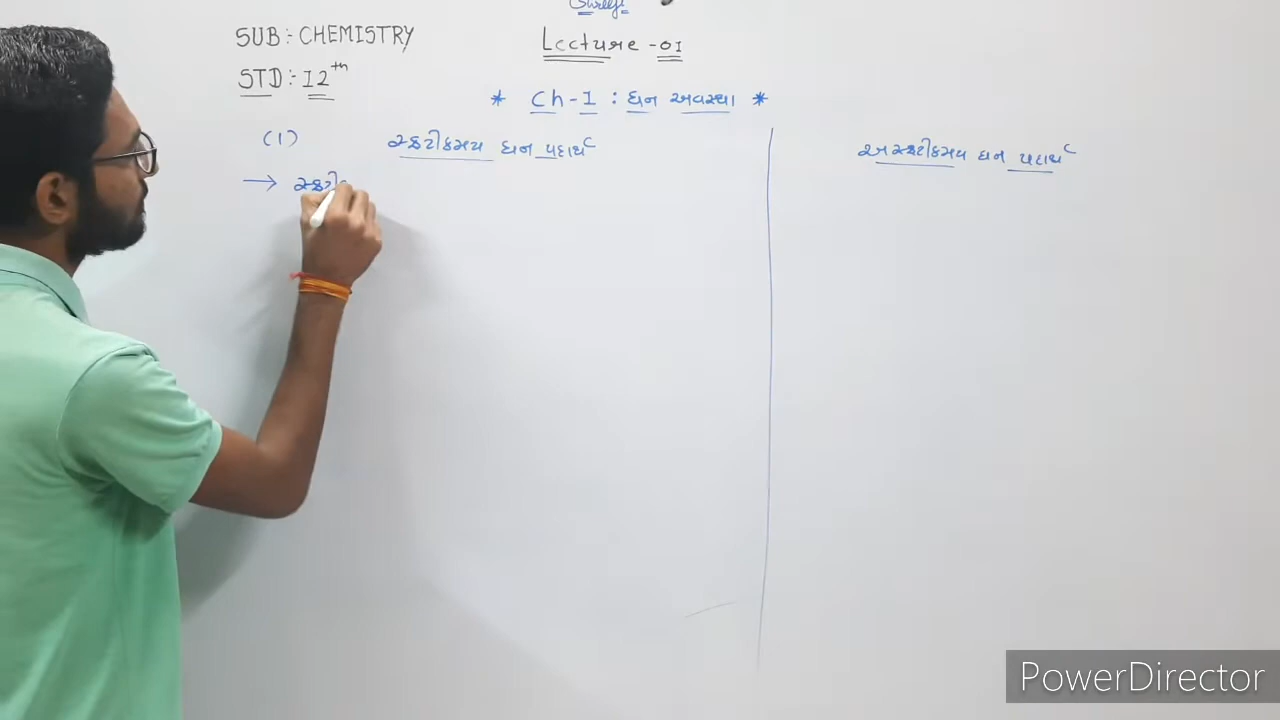 Lecture - 01
SUB :- CHEMISTRY
STD :- 12th
* Ch - 1 : ઘન અવસ્થા *
(1) સ્ફટીકમય ઘન પદાર્થ
અસ્ફટીકમય ઘન પદાર્થ
→ સ્ફટી
PowerDirector